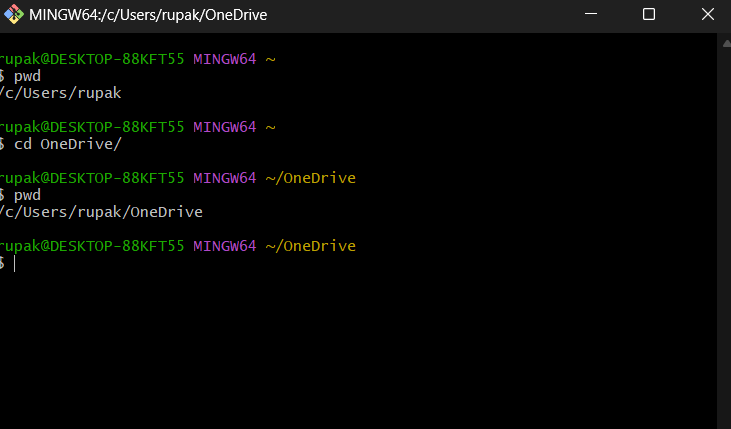 MINGW64:/c/Users/rupak/OneDrive
rupak@DESKTOP-88KFT55 MINGW64 ~
$ pwd
/c/Users/rupak
rupak@DESKTOP-88KFT55 MINGW64 ~
$ cd OneDrive/
rupak@DESKTOP-88KFT55 MINGW64 ~/OneDrive
$ pwd
/c/Users/rupak/OneDrive
rupak@DESKTOP-88KFT55 MINGW64 ~/OneDrive
$